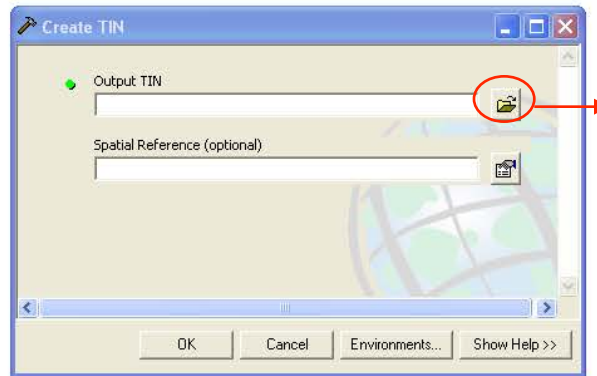 Create TIN
Output TIN
Spatial Reference (optional)
OK Cancel Environments... Show Help >>